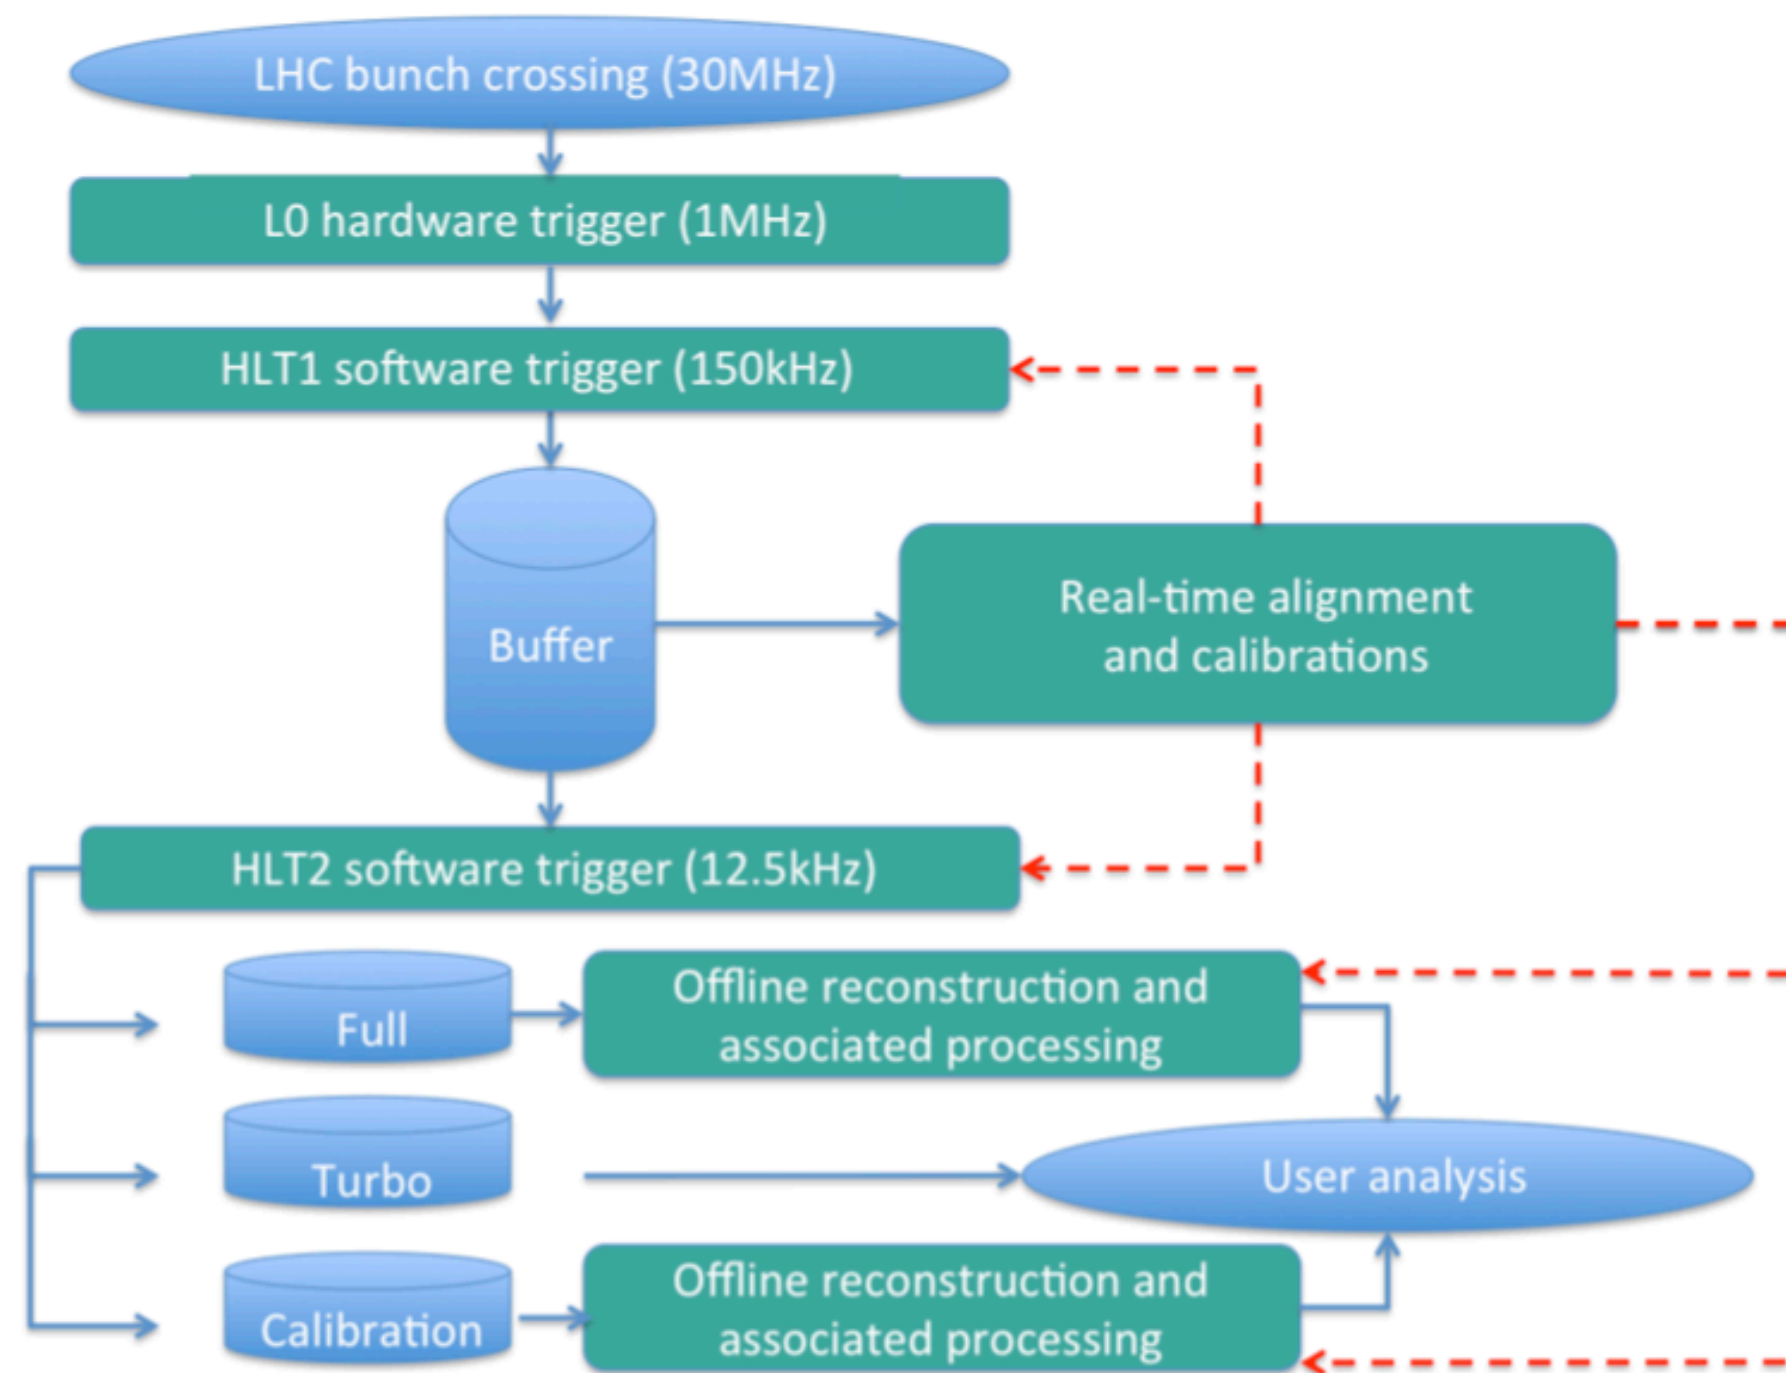 LHC bunch crossing (30MHz)
L0 hardware trigger (1MHz)
HLT1 software trigger (150kHz)
Buffer
Real-time alignment
and calibrations
HLT2 software trigger (12.5kHz)
Full
Offline reconstruction and
associated processing
Turbo
User analysis
Calibration
Offline reconstruction and
associated processing